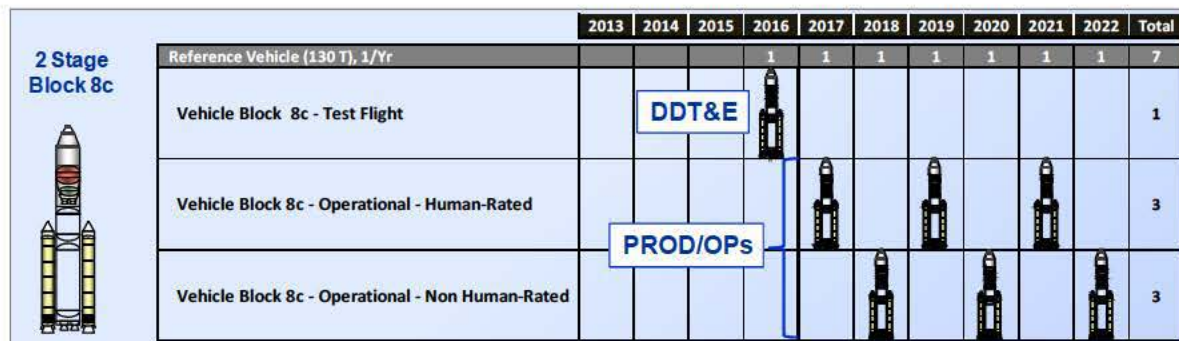 2013 2014 2015 2016 2017 2018 2019 2020 2021 2022 Total
2 Stage
Block 8c
Reference Vehicle (130 T), 1/Yr 1 1 1 1 1 1 1 7
Vehicle Block 8c - Test Flight DDT&E 1
Vehicle Block 8c - Operational - Human-Rated 3
PROD/OPs
Vehicle Block 8c - Operational - Non Human-Rated 3